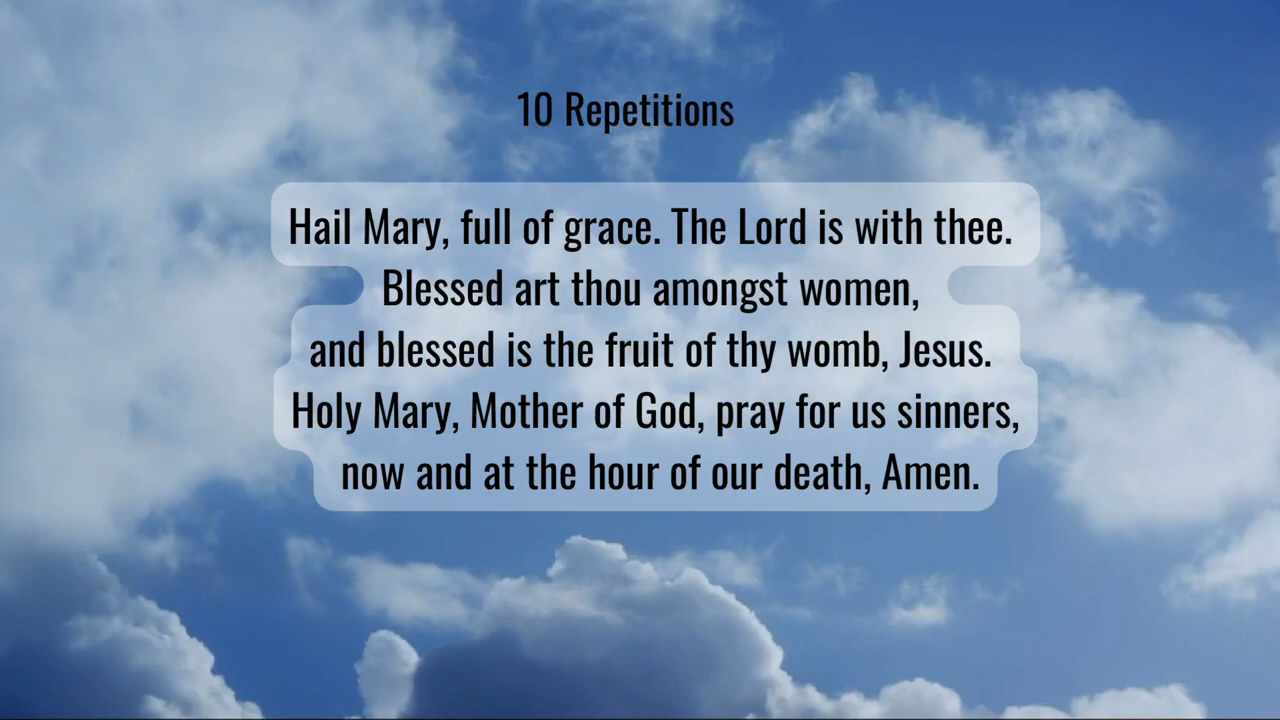 10 Repetitions
Hail Mary, full of grace. The Lord is with thee.
Blessed art thou amongst women,
and blessed is the fruit of thy womb, Jesus.
Holy Mary, Mother of God, pray for us sinners,
now and at the hour of our death, Amen.